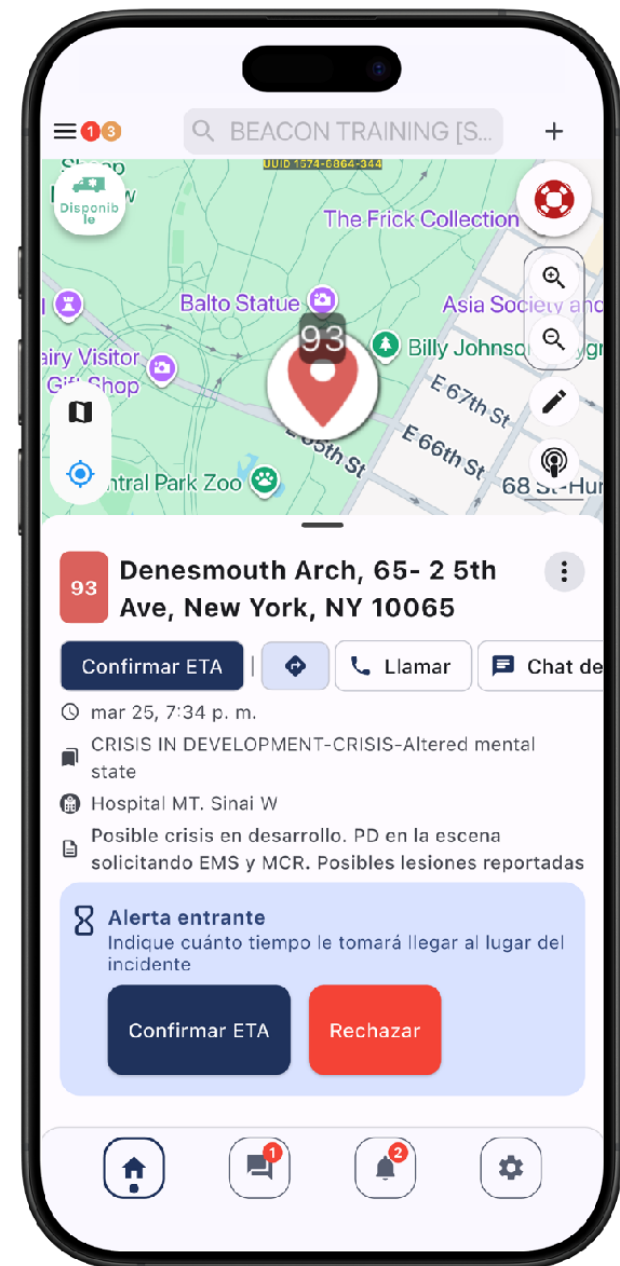 1 3
BEACON TRAINING [S...
UUID 1574-6864-344
Disponib
le
The Frick Collection
Balto Statue
Asia Society and
93
Billy Johnso
airy Visitor
Gift Shop
E 67th St
E 66th St
E 65th St
ntral Park Zoo
68 St-Hur
93
Denesmouth Arch, 65- 2 5th
Ave, New York, NY 10065
Confirmar ETA
Llamar
Chat de
mar 25, 7:34 p. m.
CRISIS IN DEVELOPMENT-CRISIS-Altered mental
state
Hospital MT. Sinai W
Posible crisis en desarrollo. PD en la escena
solicitando EMS y MCR. Posibles lesiones reportadas
Alerta entrante
Indique cuánto tiempo le tomará llegar al lugar del
incidente
Confirmar ETA
Rechazar
1
2